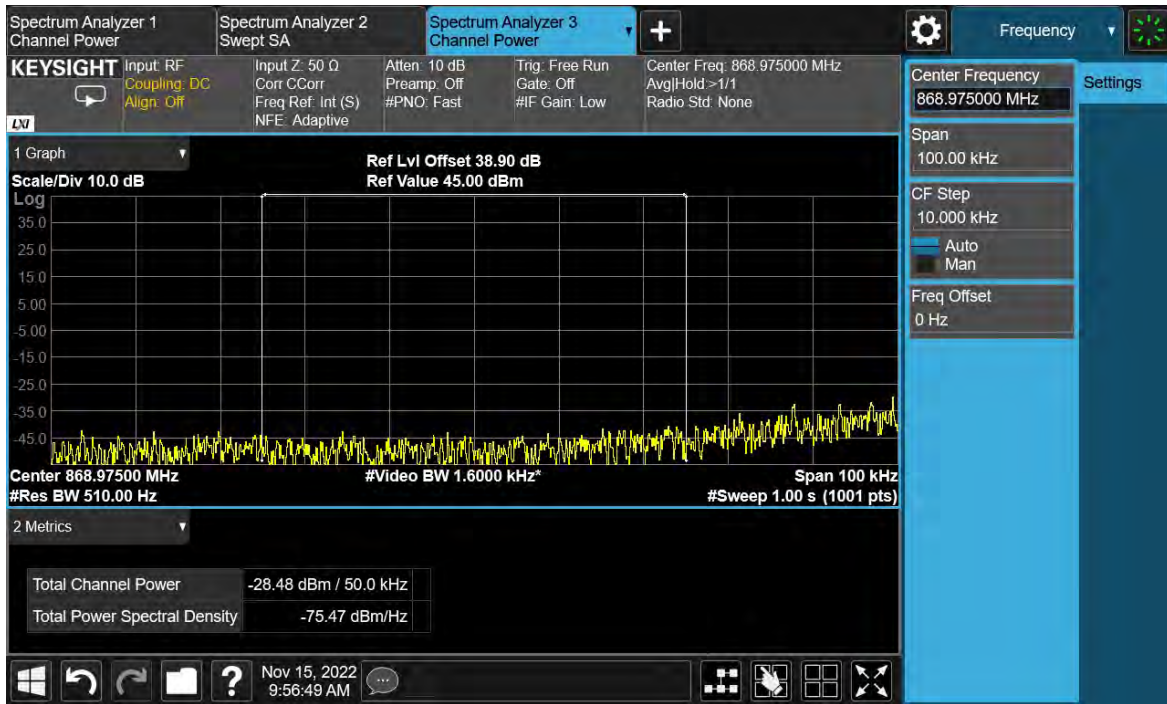 Spectrum Analyzer 1
Channel Power
Spectrum Analyzer 2
Swept SA
Spectrum Analyzer 3
Channel Power
+
Frequency
KEYSIGHT
LXI
Input: RF
Coupling: DC
Align: Off
Input Z: 50 Ω
Corr CCorr
Freq Ref: Int (S)
NFE: Adaptive
Atten: 10 dB
Preamp: Off
#PNO: Fast
Trig: Free Run
Gate: Off
#IF Gain: Low
Center Freq: 868.975000 MHz
Avg|Hold:>1/1
Radio Std: None
Center Frequency
868.975000 MHz
Settings
Span
100.00 kHz
CF Step
10.000 kHz
Auto
Man
Freq Offset
0 Hz
1 Graph
Scale/Div 10.0 dB
Ref Lvl Offset 38.90 dB
Ref Value 45.00 dBm
Log
35.0
25.0
15.0
5.00
-5.00
-15.0
-25.0
-35.0
-45.0
Center 868.97500 MHz
#Video BW 1.6000 kHz*
Span 100 kHz
#Res BW 510.00 Hz
#Sweep 1.00 s (1001 pts)
2 Metrics
Total Channel Power -28.48 dBm / 50.0 kHz
Total Power Spectral Density -75.47 dBm/Hz
?
Nov 15, 2022
9:56:49 AM